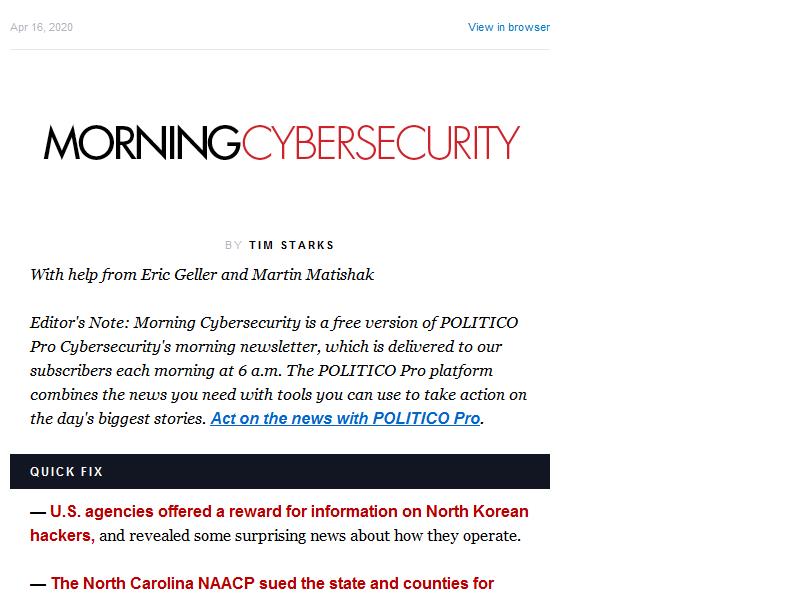 Apr 16, 2020 View in browser
MORNINGCYBERSECURITY
BY TIM STARKS
With help from Eric Geller and Martin Matishak
Editor's Note: Morning Cybersecurity is a free version of POLITICO
Pro Cybersecurity's morning newsletter, which is delivered to our
subscribers each morning at 6 a.m. The POLITICO Pro platform
combines the news you need with tools you can use to take action on
the day's biggest stories. Act on the news with POLITICO Pro.
QUICK FIX
— U.S. agencies offered a reward for information on North Korean
hackers, and revealed some surprising news about how they operate.
— The North Carolina NAACP sued the state and counties for